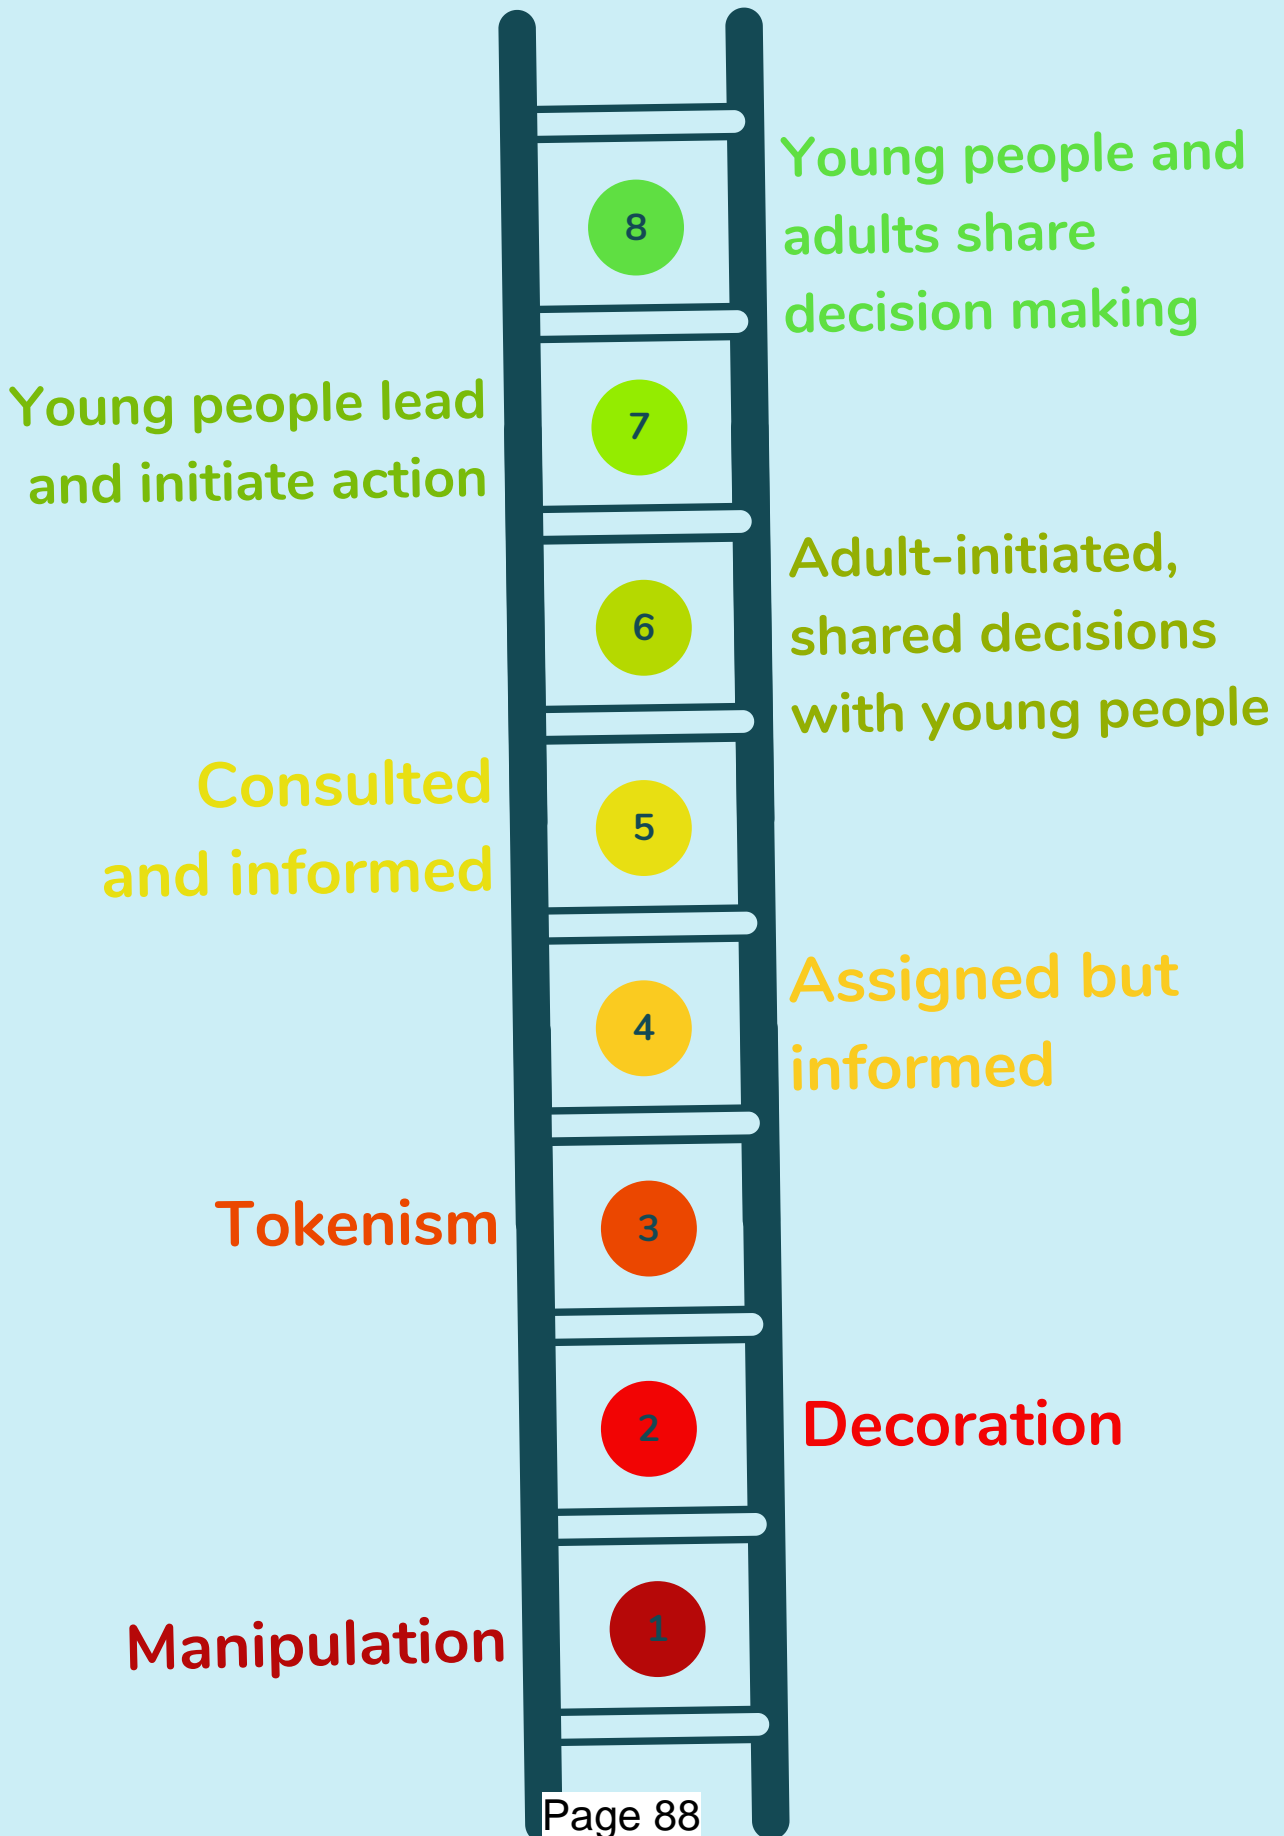 8
Young people and
adults share
decision making
7
Young people lead
and initiate action
6
Adult-initiated,
shared decisions
with young people
5
Consulted
and informed
4
Assigned but
informed
3
Tokenism
2
Decoration
1
Manipulation
Page 88